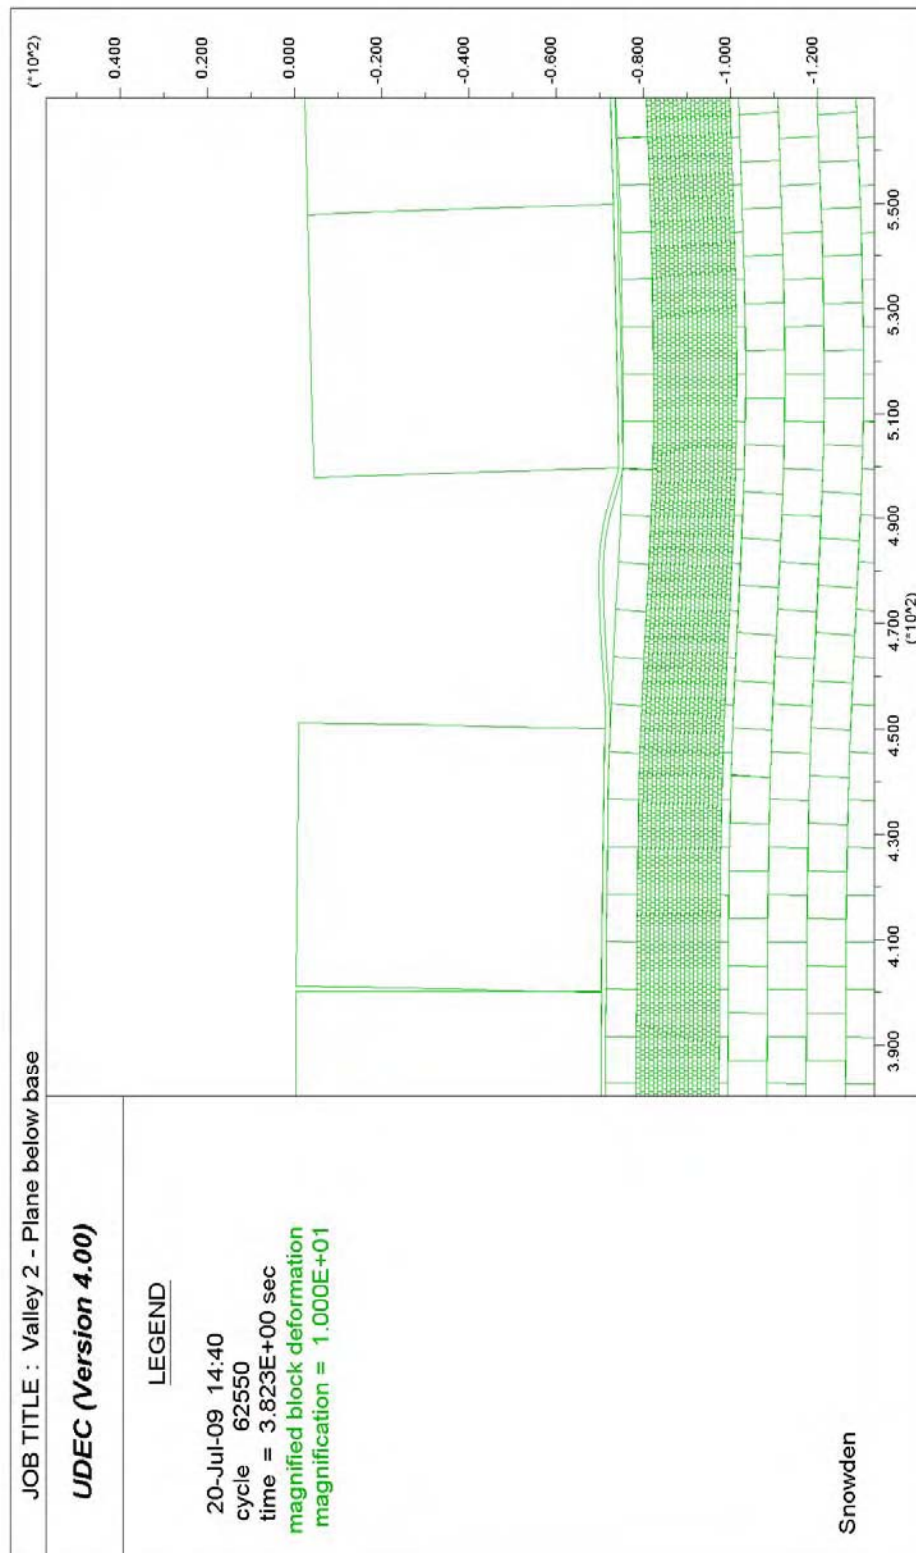 JOB TITLE : Valley 2 - Plane below base
UDEC (Version 4.00)
LEGEND
20-Jul-09 14:40
cycle 62550
time = 3.823E+00 sec
magnified block deformation
magnification = 1.000E+01
Snowden
(*10^2)
0.400
0.200
0.000
-0.200
-0.400
-0.600
-0.800
-1.000
-1.200
3.900
4.100
4.300
4.500
4.700
4.900
5.100
5.300
5.500
(*10^2)